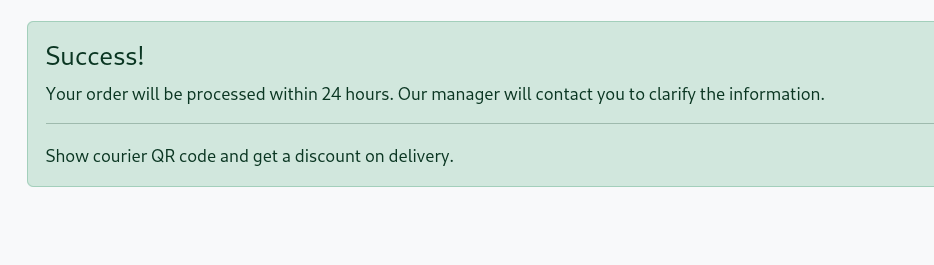 Success!
Your order will be processed within 24 hours. Our manager will contact you to clarify the information.
Show courier QR code and get a discount on delivery.